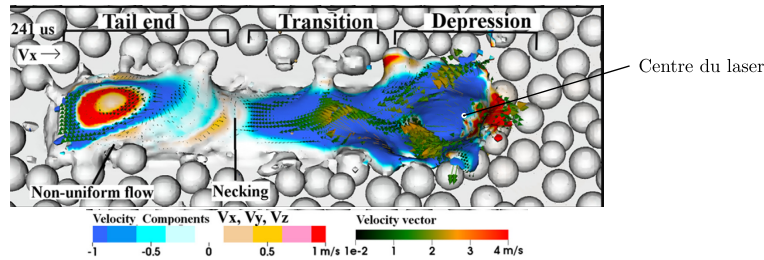 Tail end
Transition
Depression
241 us
Vx →
Centre du laser
Non-uniform flow
Necking
Velocity Components Vx, Vy, Vz
Velocity vector
-1 -0.5 0 0.5 1 m/s
1e-2 1 2 3 4 m/s